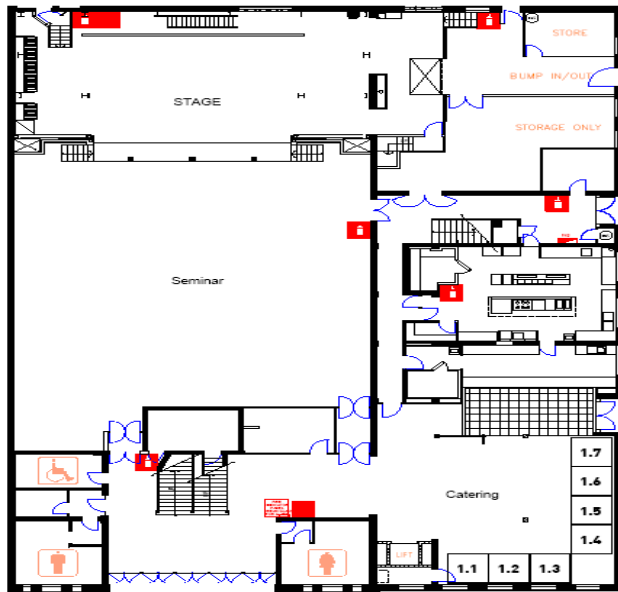 STORE
BUMP IN/OUT
STAGE
STORAGE ONLY
Seminar
1.7
1.6
Catering
1.5
1.4
LIFT
1.1
1.2
1.3